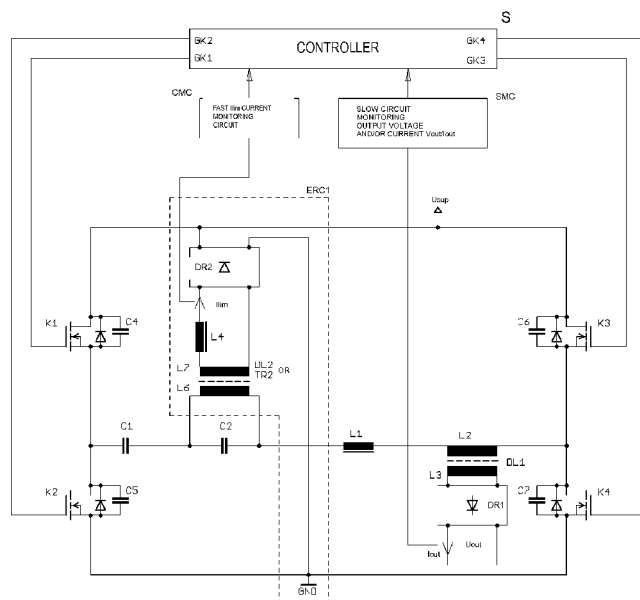 S
GK2
CONTROLLER
GK4
GK1
GK3
CMC
FAST Ilim CURRENT
MONITORING
CIRCUIT
SMC
SLOW CIRCUIT
MONITORING
OUTPUT VOLTAGE
AND/OR CURRENT Vout/Iout
ERC1
Usup
DR2
Ilim
K1
C4
C6
K3
L4
L7
DL2
TR2 OR
L6
C1
C2
L1
L2
DL1
L3
K2
C5
C7
K4
DR1
Iout
Uout
GND